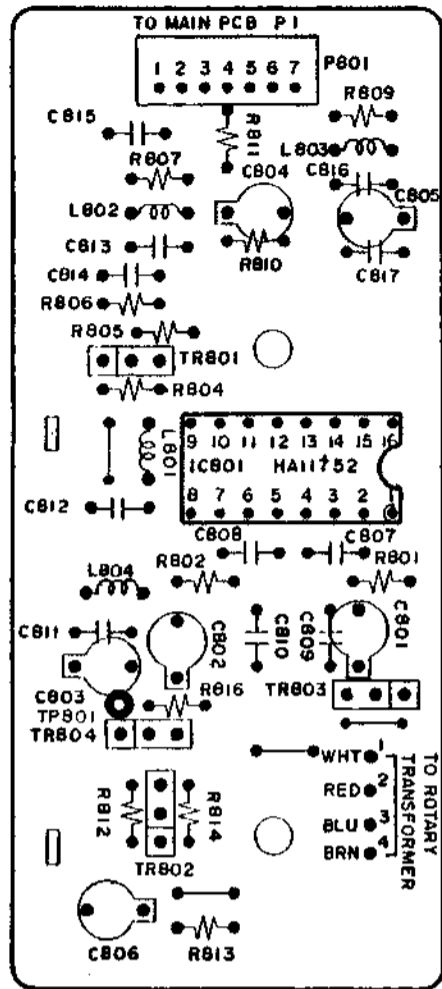 TO MAIN PCB P1
1 2 3 4 5 6 7
P801
R809
C815
R811
L803
R807
C804
C816
C805
L802
C813
R810
C817
C814
R806
R805
TR801
R804
L801
9 10 11 12 13 14 15 16
IC801 HA11752
8 7 6 5 4 3 2 1
C812
C808
C807
R802
R801
L804
C811
C802
C810
C809
C801
C803
R816
TR803
TP801
TR804
WHT 1
RED 2
BLU 3
BRN 4
TO ROTARY
TRANSFORMER
R812
R814
TR802
C806
R813